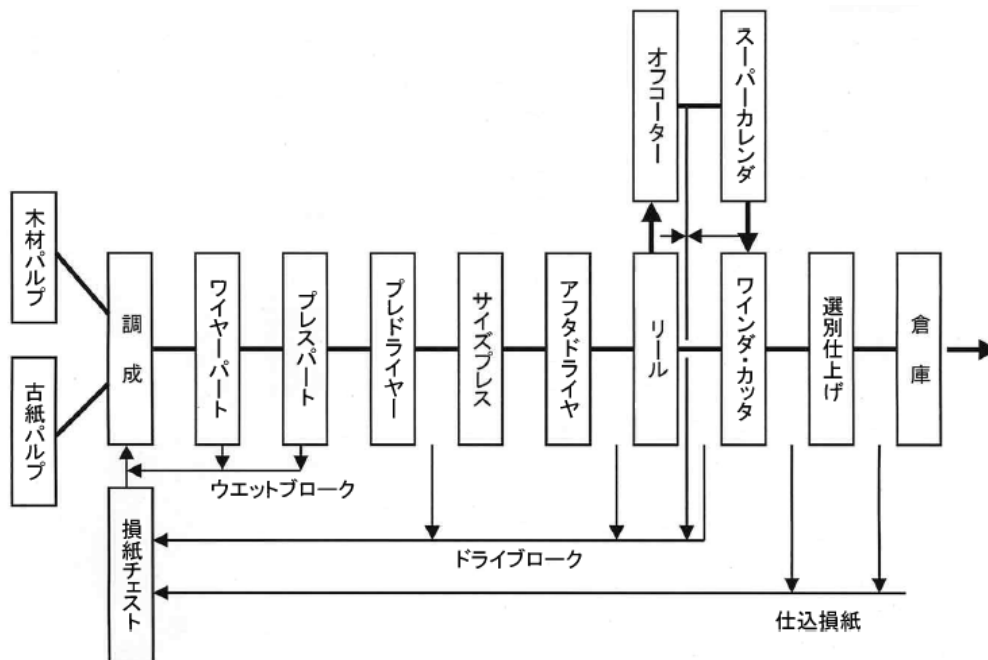 木材パルプ
古紙パルプ
調成
ワイヤーパート
プレスパート
プレドライヤー
サイズプレス
アフタドライヤ
リール
オフコーター
スーパーカレンダ
ワインダ・カッタ
選別仕上げ
倉庫
ウエットブローク
ドライブローク
仕込損紙
損紙チェスト